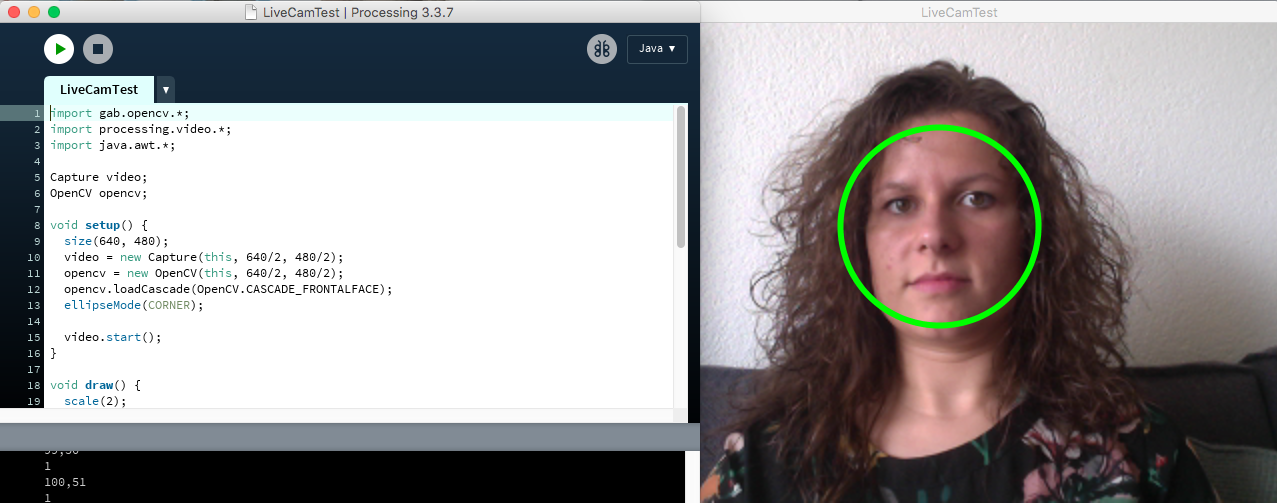 LiveCamTest | Processing 3.3.7
LiveCamTest
Java ▾
LiveCamTest ▾
1 import gab.opencv.*;
2 import processing.video.*;
3 import java.awt.*;
4
5 Capture video;
6 OpenCV opencv;
7
8 void setup() {
9 size(640, 480);
10 video = new Capture(this, 640/2, 480/2);
11 opencv = new OpenCV(this, 640/2, 480/2);
12 opencv.loadCascade(OpenCV.CASCADE_FRONTALFACE);
13 ellipseMode(CORNER);
14
15 video.start();
16 }
17
18 void draw() {
19 scale(2);
1
100,51
1